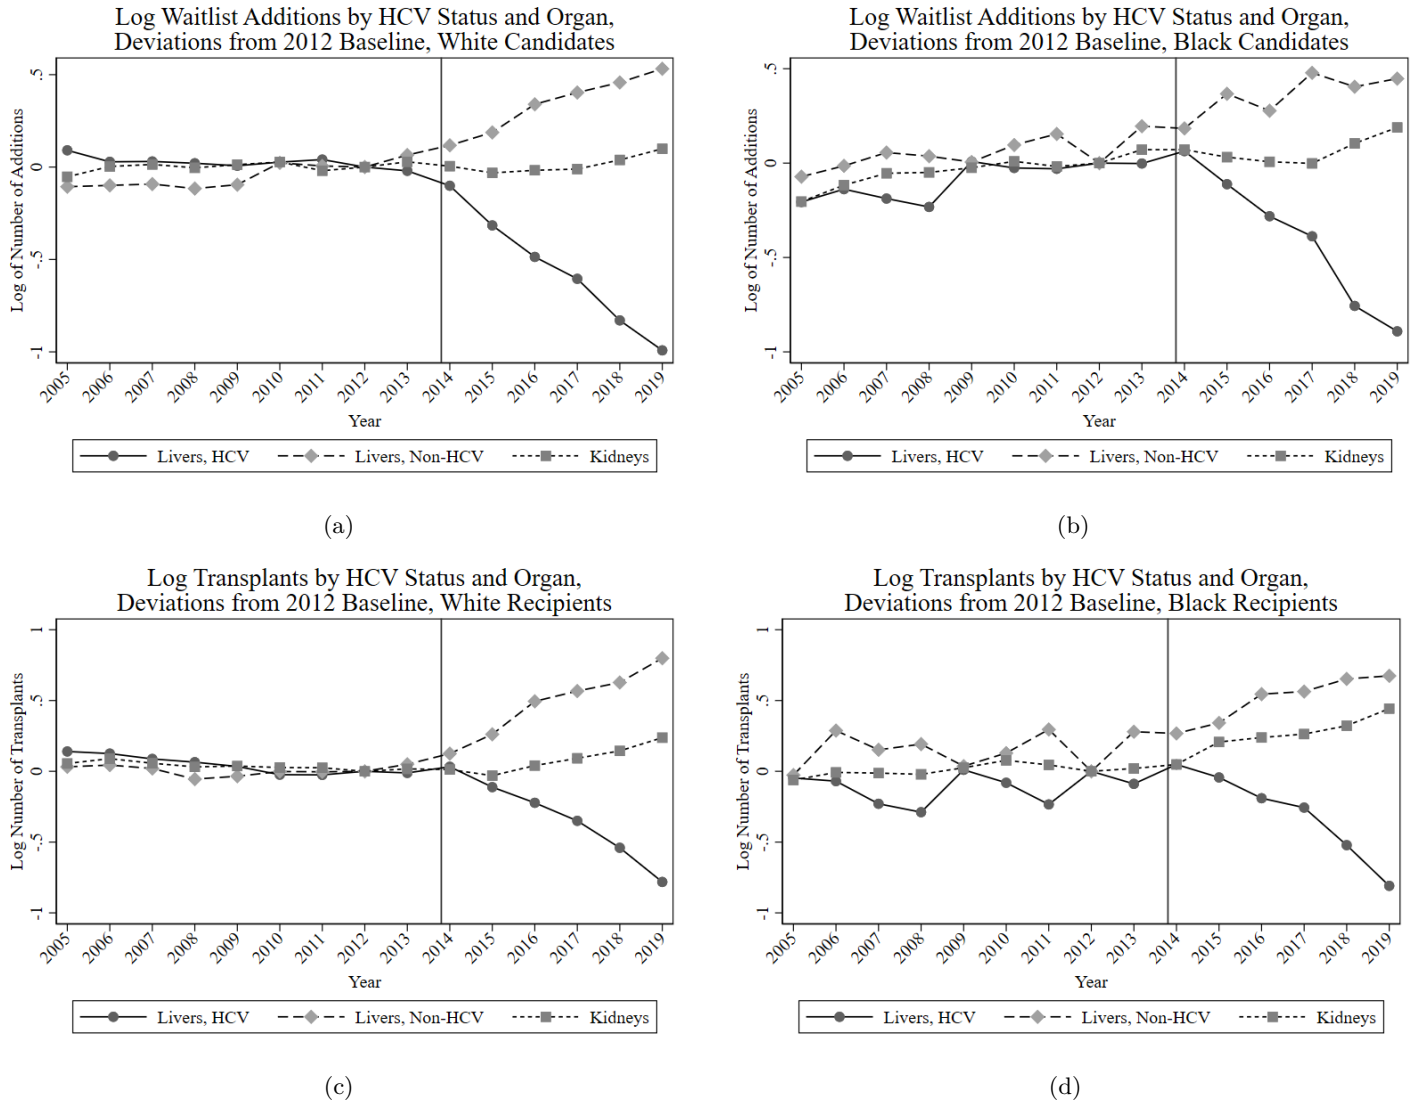 Log Waitlist Additions by HCV Status and Organ,
Deviations from 2012 Baseline, White Candidates
Log of Number of Additions
.5
0
-.5
-1
2005 2006 2007 2008 2009 2010 2011 2012 2013 2014 2015 2016 2017 2018 2019
Year
Livers, HCV Livers, Non-HCV Kidneys
(a)
Log Waitlist Additions by HCV Status and Organ,
Deviations from 2012 Baseline, Black Candidates
Log of Number of Additions
.5
0
-.5
-1
2005 2006 2007 2008 2009 2010 2011 2012 2013 2014 2015 2016 2017 2018 2019
Year
Livers, HCV Livers, Non-HCV Kidneys
(b)
Log Transplants by HCV Status and Organ,
Deviations from 2012 Baseline, White Recipients
Log Number of Transplants
1
.5
0
-.5
-1
2005 2006 2007 2008 2009 2010 2011 2012 2013 2014 2015 2016 2017 2018 2019
Year
Livers, HCV Livers, Non-HCV Kidneys
(c)
Log Transplants by HCV Status and Organ,
Deviations from 2012 Baseline, Black Recipients
Log Number of Transplants
1
.5
0
-.5
-1
2005 2006 2007 2008 2009 2010 2011 2012 2013 2014 2015 2016 2017 2018 2019
Year
Livers, HCV Livers, Non-HCV Kidneys
(d)